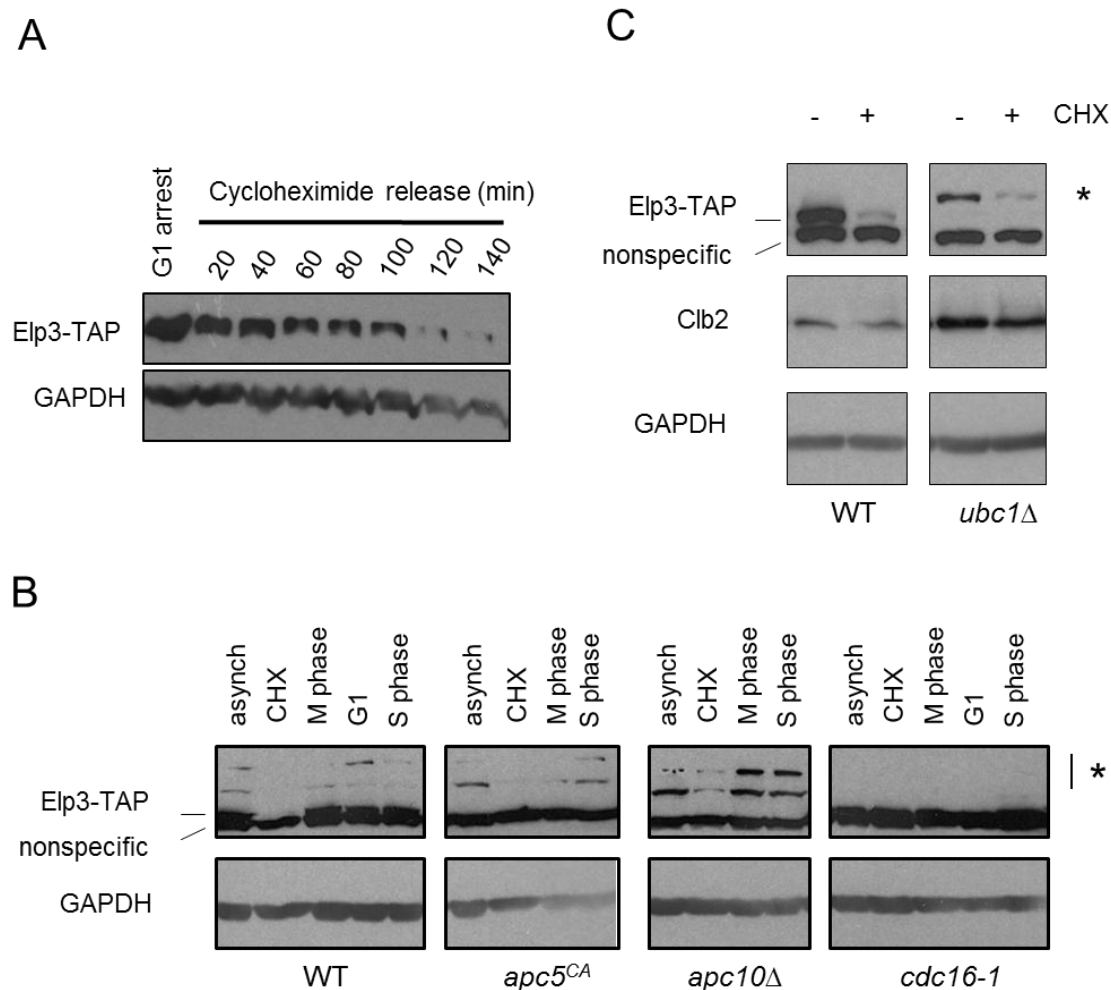 A
G1 arrest
Cycloheximide release (min)
20 40 60 80 100 120 140
Elp3-TAP
GAPDH
C
- + - + CHX
Elp3-TAP
nonspecific
*
Clb2
GAPDH
WT ubc1Δ
B
asynch CHX M phase G1 S phase
asynch CHX M phase S phase
asynch CHX M phase S phase
asynch CHX M phase G1 S phase
Elp3-TAP
nonspecific
*
GAPDH
WT apc5CA apc10Δ cdc16-1